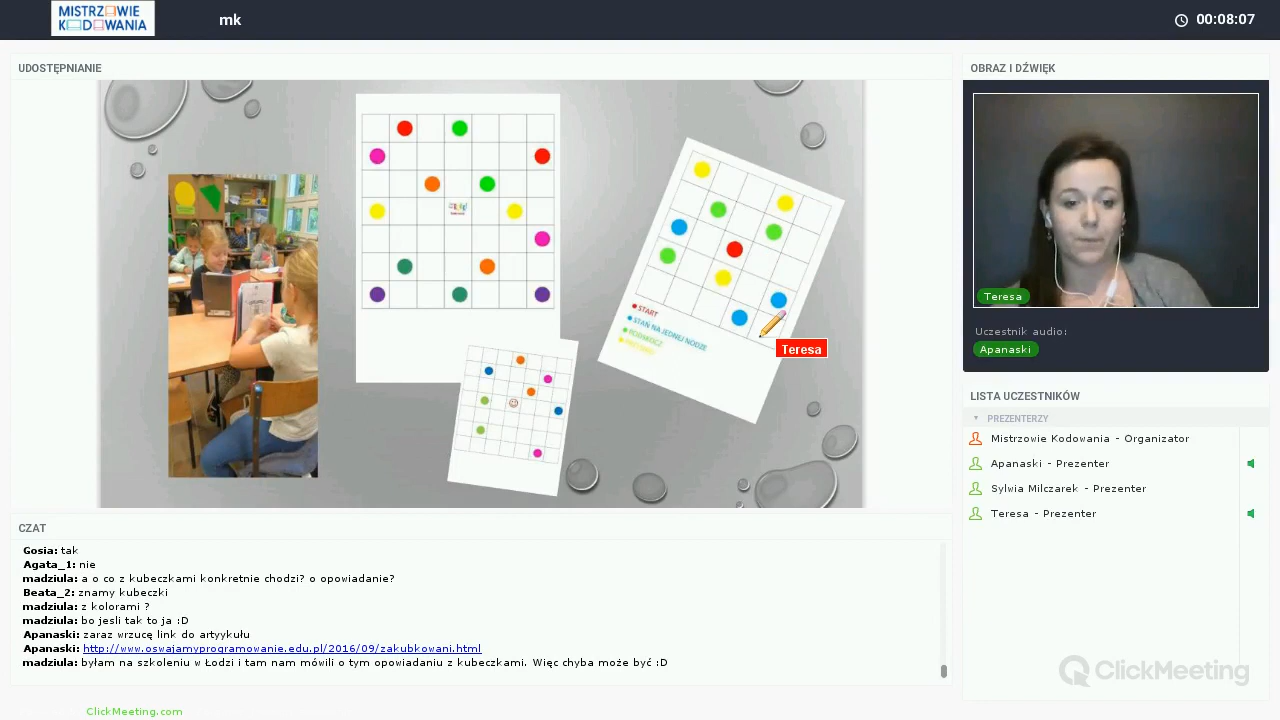 MISTRZOWIE
KODOWANIA
mk
00:08:07
UDOSTĘPNIANIE
START
STAŃ NA JEDNEJ NODZE
Teresa
OBRAZ I DŹWIĘK
Teresa
Uczestnik audio:
Apanaski
LISTA UCZESTNIKÓW
PREZENTERZY
Mistrzowie Kodowania - Organizator
Apanaski - Prezenter
Sylwia Milczarek - Prezenter
Teresa - Prezenter
CZAT
Gosia: tak
Agata_1: nie
madziula: a o co z kubeczkami konkretnie chodzi? o opowiadanie?
Beata_2: znamy kubeczki
madziula: z kolorami ?
madziula: bo jesli tak to ja :D
Apanaski: zaraz wrzucę link do artyykułu
Apanaski: http://www.oswajamyprogramowanie.edu.pl/2016/09/zakubkowani.html
madziula: byłam na szkoleniu w Łodzi i tam nam mówili o tym opowiadaniu z kubeczkami. Więc chyba może być :D
ClickMeeting
ClickMeeting.com